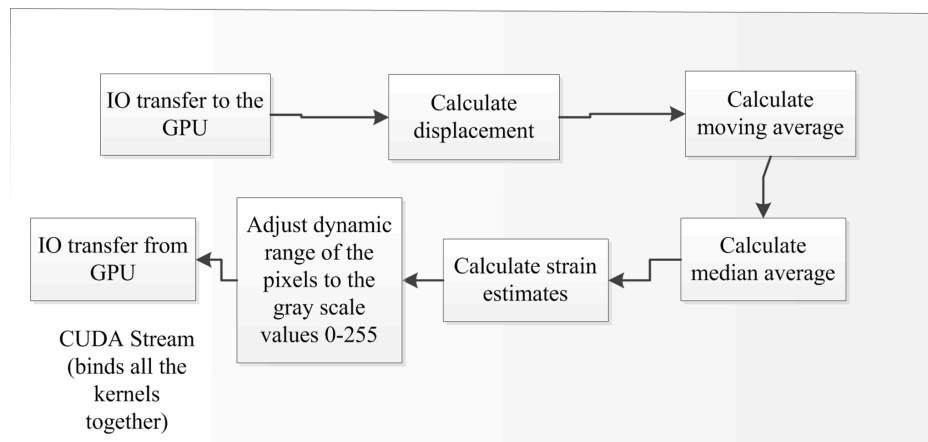 IO transfer to the
GPU
Calculate
displacement
Calculate
moving average
Calculate
median average
Calculate strain
estimates
Adjust dynamic
range of the
pixels to the
gray scale
values 0-255
IO transfer from
GPU
CUDA Stream
(binds all the
kernels
together)